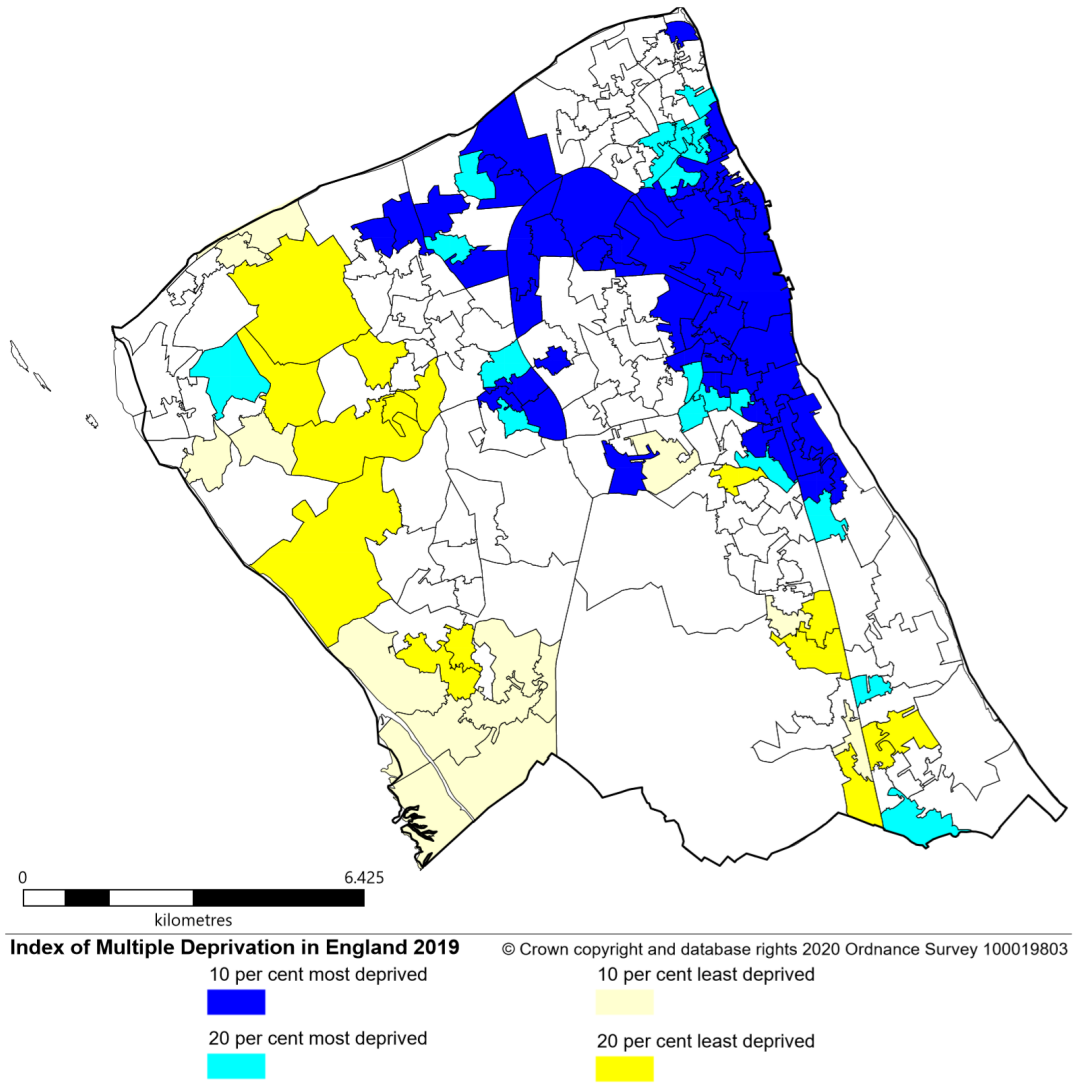 0 6.425
kilometres
Index of Multiple Deprivation in England 2019 © Crown copyright and database rights 2020 Ordnance Survey 100019803
10 per cent most deprived 10 per cent least deprived
20 per cent most deprived 20 per cent least deprived